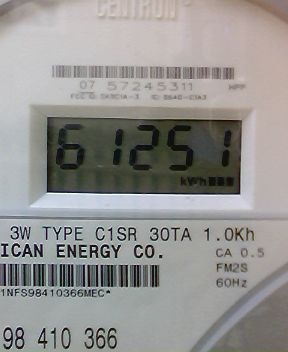 CENTRON®
07 57245311
61251
kWh
3W TYPE C1SR 30TA 1.0Kh
ICAN ENERGY CO.
CA 0.5
FM2S
60Hz
1NFS98410366MEC*
98 410 366